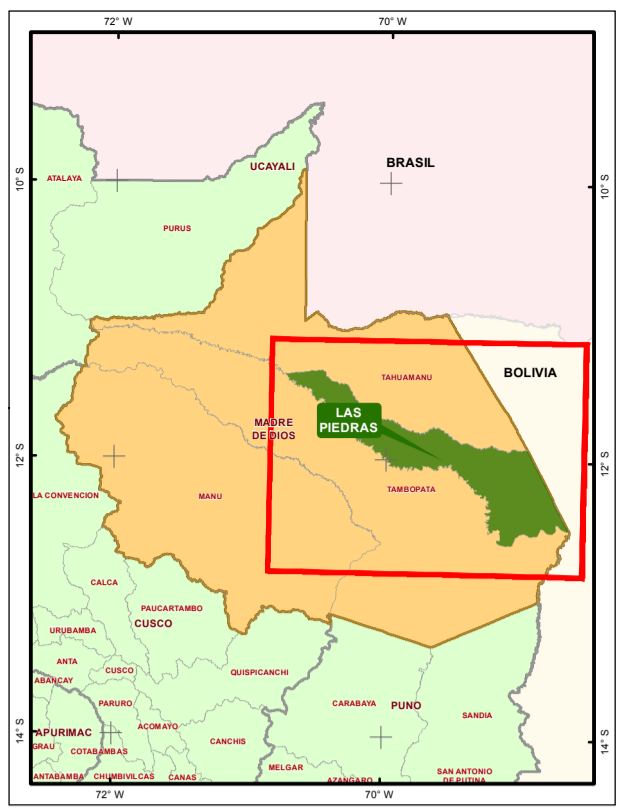 72° W
70° W
BRASIL
UCAYALI
ATALAYA
10° S
10° S
PURUS
BOLIVIA
TAHUAMANU
LAS
PIEDRAS
MADRE
DE DIOS
12° S
12° S
TAMBOPATA
LA CONVENCION
MANU
CALCA
PAUCARTAMBO
CUSCO
URUBAMBA
ANTA
CUSCO
QUISPICANCHI
ABANCAY
PARURO
CARABAYA
PUNO
SANDIA
ACOMAYO
APURIMAC
14° S
14° S
GRAU
COTABAMBAS
CANCHIS
MELGAR
SAN ANTONIO
DE PUTINA
ANTABAMBA
CHUMBIVILCAS
CANAS
AZANGARO
72° W
70° W